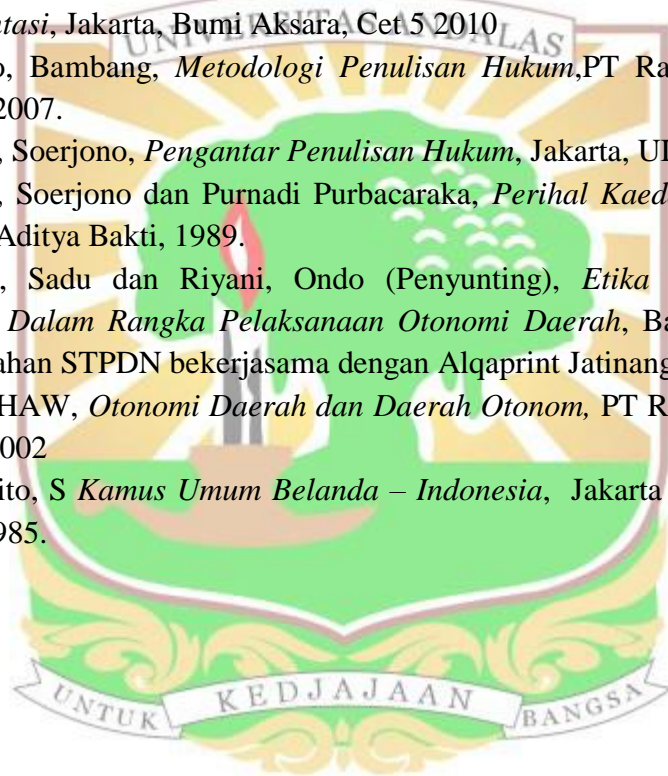 ntasi, Jakarta, Bumi Aksara, Cet 5 2010
UNIVERSITAS ANDALAS
o, Bambang, Metodologi Penulisan Hukum,PT Ra
2007.
, Soerjono, Pengantar Penulisan Hukum, Jakarta, UI
, Soerjono dan Purnadi Purbacaraka, Perihal Kaed
Aditya Bakti, 1989.
, Sadu dan Riyani, Ondo (Penyunting), Etika
Dalam Rangka Pelaksanaan Otonomi Daerah, Ba
ahan STPDN bekerjasama dengan Alqaprint Jatinang
HAW, Otonomi Daerah dan Daerah Otonom, PT R
002
ito, S Kamus Umum Belanda – Indonesia, Jakarta
985.
UNTUK KEDJAJAAN BANGSA